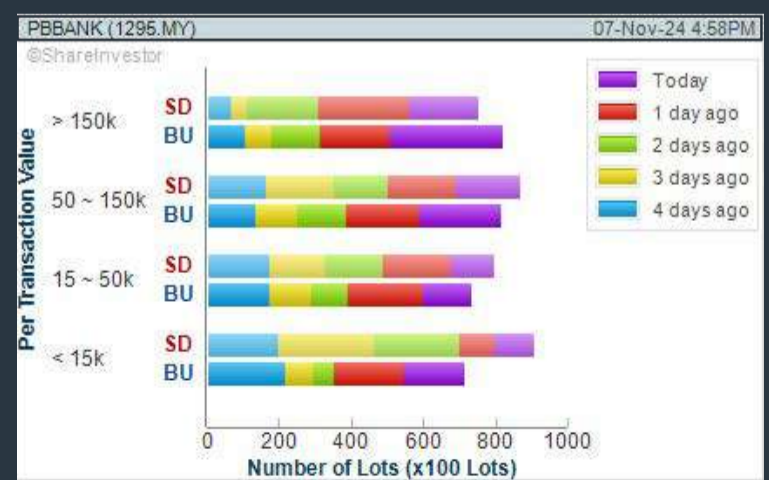 PBBANK (1295.MY) 07-Nov-24 4:58PM
©ShareInvestor
Today
1 day ago
2 days ago
3 days ago
4 days ago
Per Transaction Value
> 150k
SD
BU
50 ~ 150k
SD
BU
15 ~ 50k
SD
BU
< 15k
SD
BU
0 200 400 600 800 1000
Number of Lots (x100 Lots)